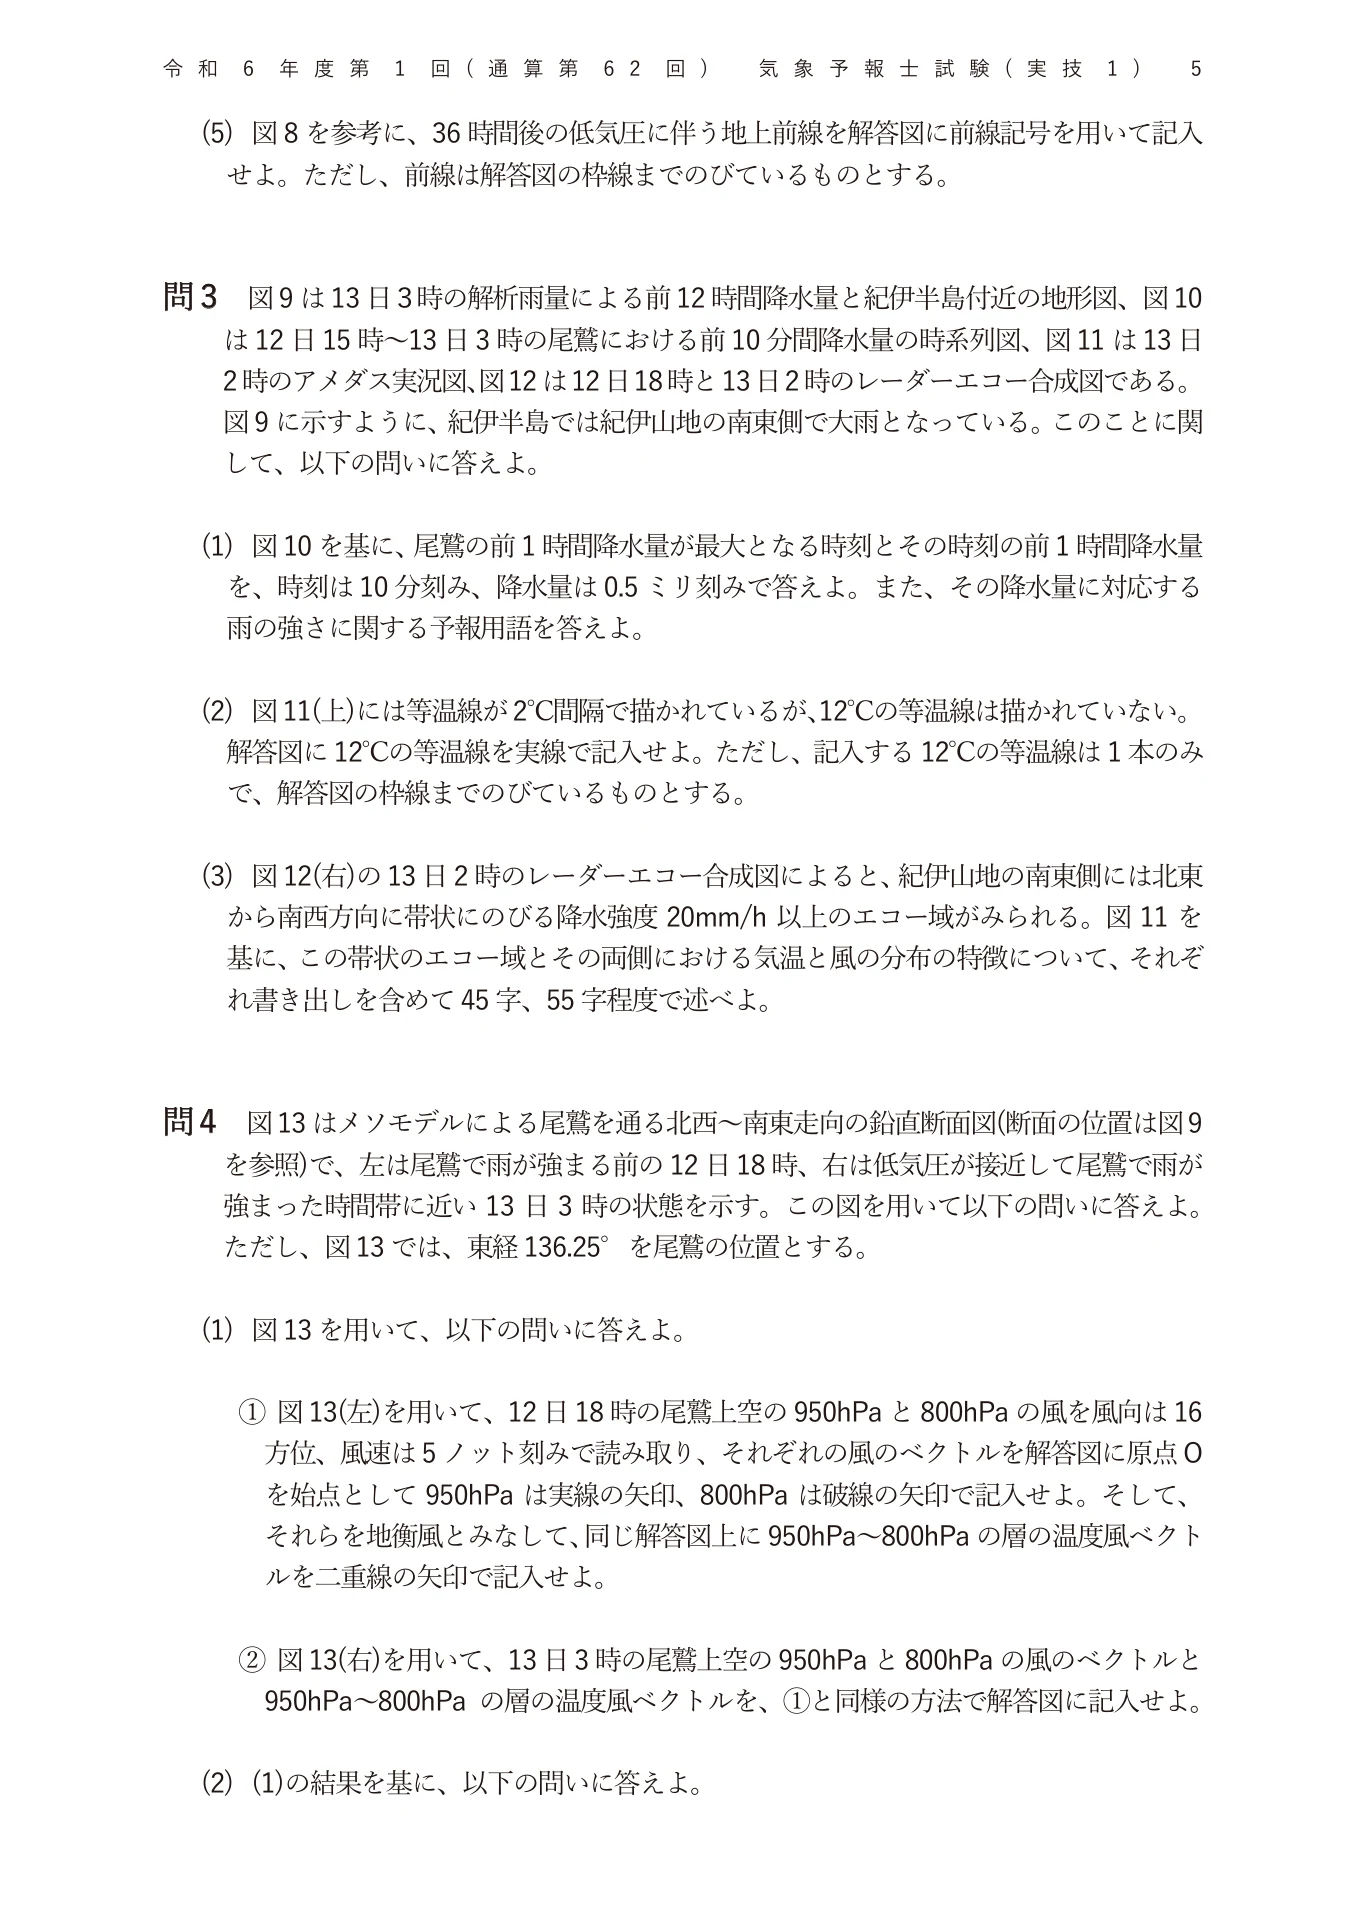 令和6年度第1回(通算第62回) 気象予報士試験(実技1) 5
(5) 図8を参考に、36時間後の低気圧に伴う地上前線を解答図に前線記号を用いて記入
せよ。ただし、前線は解答図の枠線までのびているものとする。
問3 図9は13日3時の解析雨量による前12時間降水量と紀伊半島付近の地形図、図10
は12日15時～13日3時の尾鷲における前10分間降水量の時系列図、図11は13日
2時のアメダス実況図、図12は12日18時と13日2時のレーダーエコー合成図である。
図9に示すように、紀伊半島では紀伊山地の南東側で大雨となっている。このことに関
して、以下の問いに答えよ。
(1) 図10を基に、尾鷲の前1時間降水量が最大となる時刻とその時刻の前1時間降水量
を、時刻は10分刻み、降水量は0.5ミリ刻みで答えよ。また、その降水量に対応する
雨の強さに関する予報用語を答えよ。
(2) 図11(上)には等温線が2℃間隔で描かれているが、12℃の等温線は描かれていない。
解答図に12℃の等温線を実線で記入せよ。ただし、記入する12℃の等温線は1本のみ
で、解答図の枠線までのびているものとする。
(3) 図12(右)の13日2時のレーダーエコー合成図によると、紀伊山地の南東側には北東
から南西方向に帯状にのびる降水強度20mm/h以上のエコー域がみられる。図11を
基に、この帯状のエコー域とその両側における気温と風の分布の特徴について、それぞ
れ書き出しを含めて45字、55字程度で述べよ。
問4 図13はメソモデルによる尾鷲を通る北西～南東走向の鉛直断面図(断面の位置は図9
を参照)で、左は尾鷲で雨が強まる前の12日18時、右は低気圧が接近して尾鷲で雨が
強まった時間帯に近い13日3時の状態を示す。この図を用いて以下の問いに答えよ。
ただし、図13では、東経136.25°を尾鷲の位置とする。
(1) 図13を用いて、以下の問いに答えよ。
① 図13(左)を用いて、12日18時の尾鷲上空の950hPaと800hPaの風を風向は16
方位、風速は5ノット刻みで読み取り、それぞれの風のベクトルを解答図に原点O
を始点として950hPaは実線の矢印、800hPaは破線の矢印で記入せよ。そして、
それらを地衡風とみなして、同じ解答図上に950hPa～800hPaの層の温度風ベクト
ルを二重線の矢印で記入せよ。
② 図13(右)を用いて、13日3時の尾鷲上空の950hPaと800hPaの風のベクトルと
950hPa～800hPaの層の温度風ベクトルを、①と同様の方法で解答図に記入せよ。
(2) (1)の結果を基に、以下の問いに答えよ。